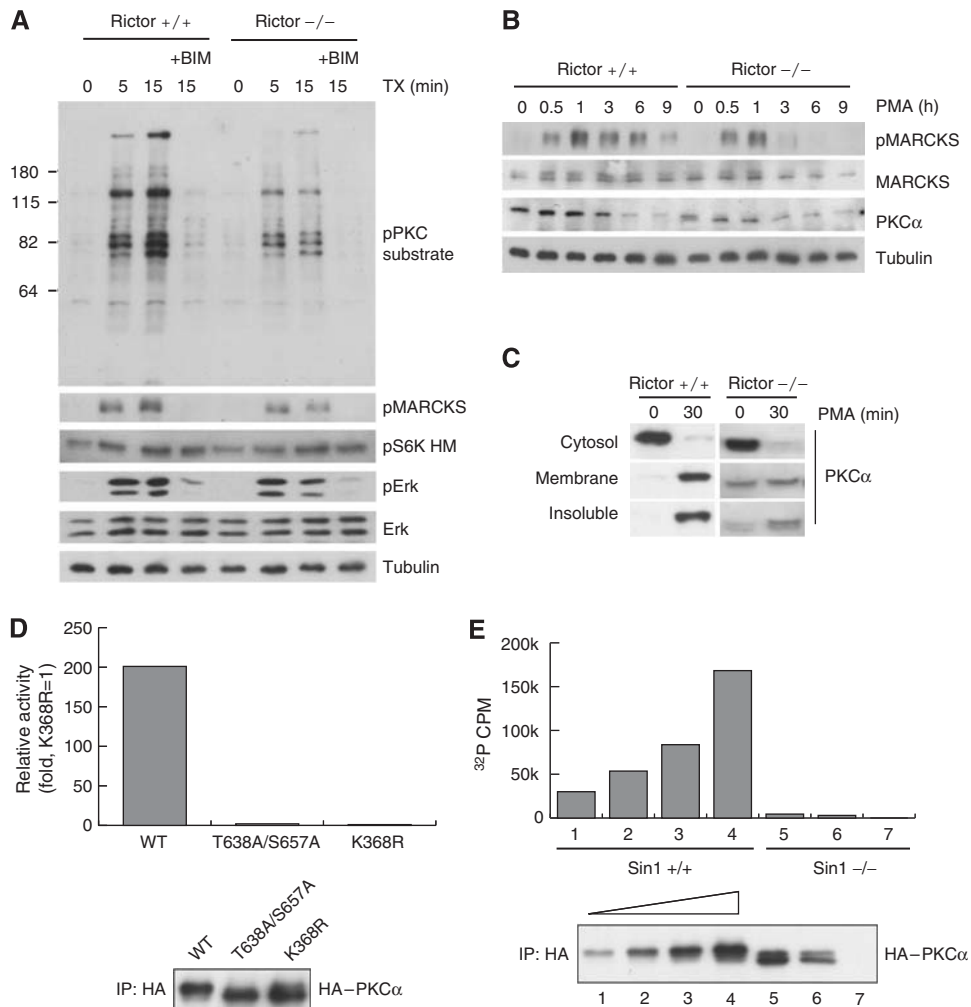 A
Rictor +/+
Rictor −/−
+BIM
+BIM
0 5 15 15 0 5 15 15 TX (min)
180
115
82
64
pPKC
substrate
pMARCKS
pS6K HM
pErk
Erk
Tubulin
B
Rictor +/+
Rictor −/−
0 0.5 1 3 6 9 0 0.5 1 3 6 9 PMA (h)
pMARCKS
MARCKS
PKCα
Tubulin
C
Rictor +/+ Rictor −/−
0 30 0 30 PMA (min)
Cytosol
Membrane
Insoluble
PKCα
D
Relative activity
(fold, K368R=1)
250
200
150
100
50
0
WT T638A/S657A K368R
WT T638A/S657A K368R
IP: HA HA–PKCα
E
³²P CPM
200k
150k
100k
50k
0
1 2 3 4 5 6 7
Sin1 +/+ Sin1 −/−
IP: HA HA–PKCα
1 2 3 4 5 6 7